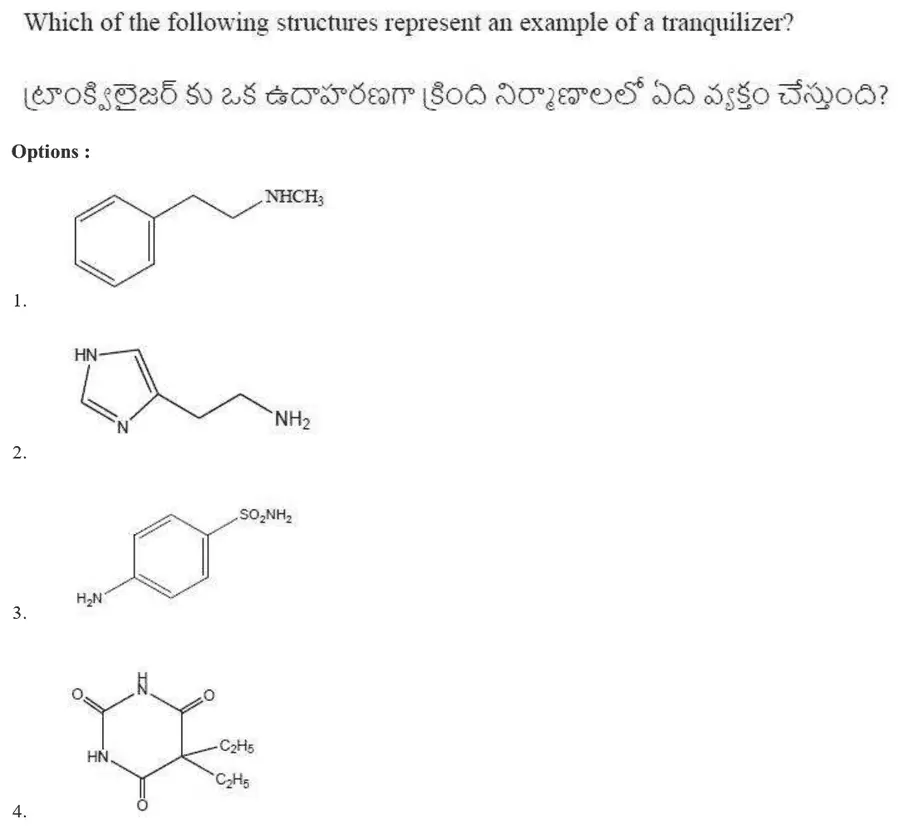 Which of the following structures represent an example of a tranquilizer?
ట్రాంక్విలైజర్ కు ఒక ఉదాహరణగా క్రింది నిర్మాణాలలో ఏది వ్యక్తం చేస్తుంది?
Options :
NHCH₃
1.
HN
N
NH₂
2.
SO₂NH₂
H₂N
3.
H
N
O
O
HN
C₂H₅
C₂H₅
O
4.